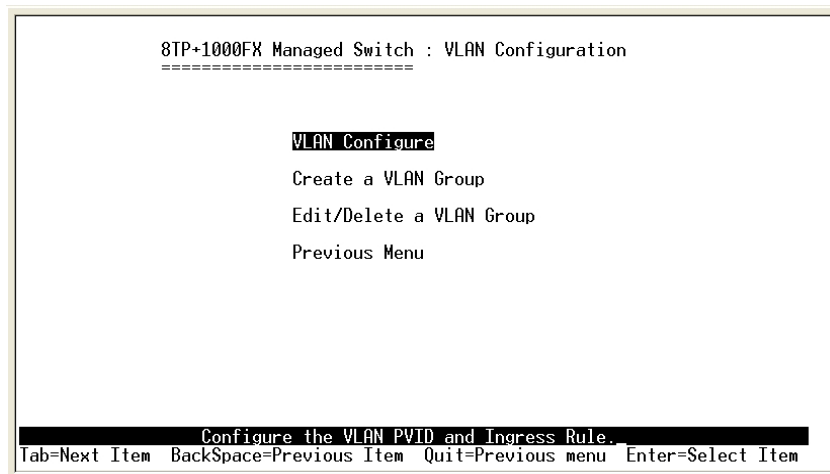 8TP+1000FX Managed Switch : VLAN Configuration
=========================
VLAN Configure
Create a VLAN Group
Edit/Delete a VLAN Group
Previous Menu
Configure the VLAN PVID and Ingress Rule._
Tab=Next Item BackSpace=Previous Item Quit=Previous menu Enter=Select Item